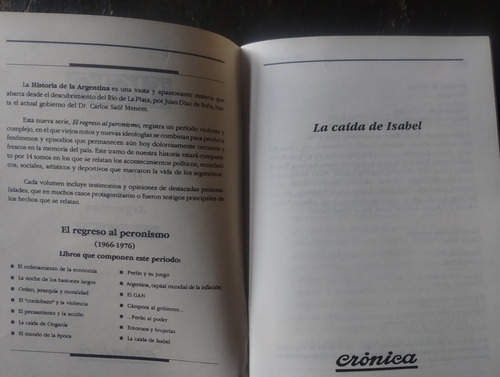 La Historia de la Argentina es una vasta y apasionante materia que
abarca desde el descubrimiento del Río de La Plata, por Juan Díaz de Solís, has-
ta el actual gobierno del Dr. Carlos Saúl Menem.
Esta nueva serie, El regreso al peronismo, registra un período violento y
complejo, en el que viejos mitos y nuevas ideologías se combinan para producir
fenómenos y episodios que permanecen aún hoy dolorosamente cercanos y
frescos en la memoria del país. Este tramo de nuestra historia estará compues-
to por 14 tomos en los que se relatan los acontecimientos políticos, económi-
cos, sociales, artísticos y deportivos que marcaron la vida de los argentinos.
Cada volumen incluye testimonios y opiniones de destacadas persona-
lidades, que en muchos casos protagonizaron o fueron testigos principales de
los hechos que se relatan.
El regreso al peronismo
(1966-1976)
Libros que componen este período:
El ordenamiento de la economía
La noche de los bastones largos
Orden, jerarquía y moralidad
El "cordobazo" y la violencia
El pensamiento y la acción
La caída de Onganía
El mundo de la época
Perón y su juego
Argentina, capital mundial de la inflación
El GAN
Cámpora al gobierno...
...Perón al poder
Entornos y brujerías
La caída de Isabel
La caída de Isabel
crónica